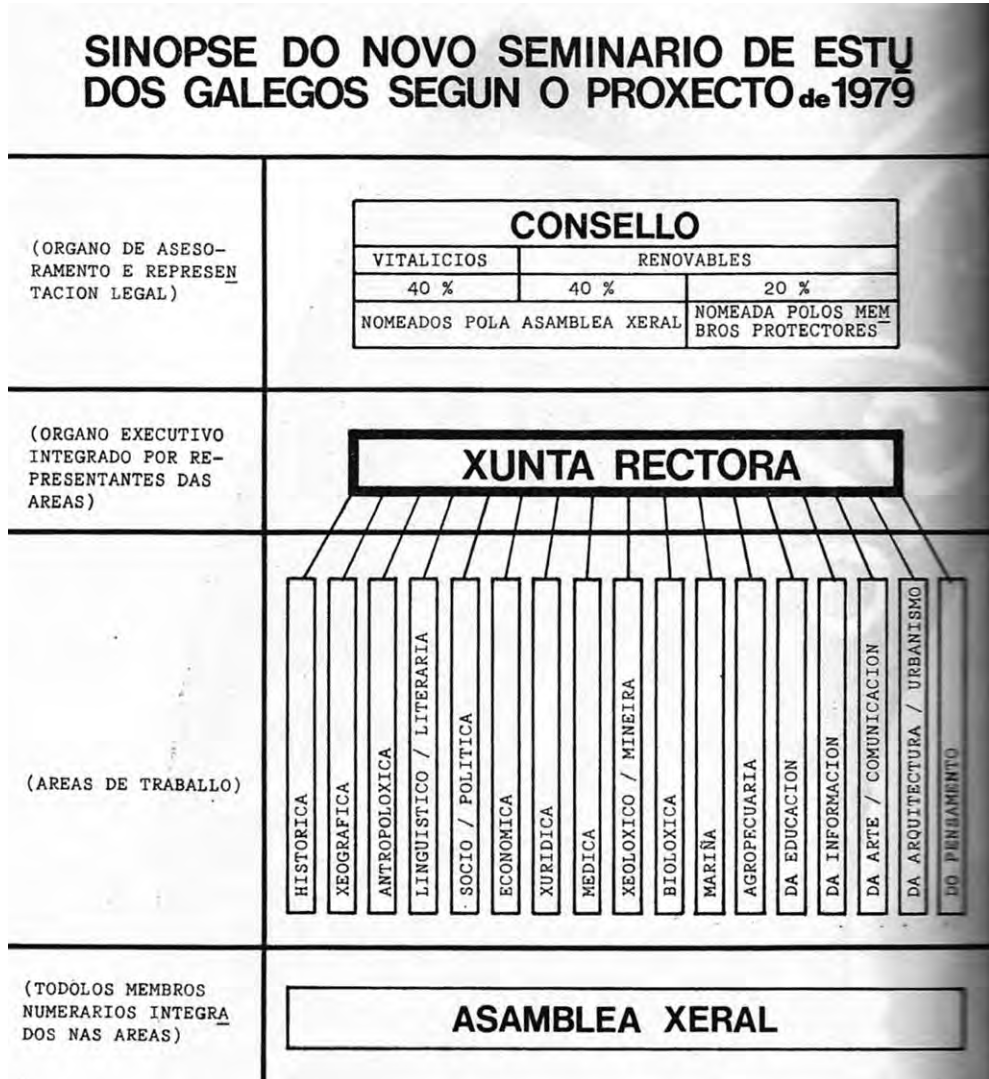 SINOPSE DO NOVO SEMINARIO DE ESTU
DOS GALEGOS SEGUN O PROXECTO de 1979
(ORGANO DE ASESO-
RAMENTO E REPRESEN
TACION LEGAL)
CONSELLO
VITALICIOS RENOVABLES
40 % 40 % 20 %
NOMEADOS POLA ASAMBLEA XERAL
NOMEADA POLOS MEM
BROS PROTECTORES
(ORGANO EXECUTIVO
INTEGRADO POR RE-
PRESENTANTES DAS
AREAS)
XUNTA RECTORA
(AREAS DE TRABALLO)
HISTORICA
XEOGRAFICA
ANTROPOLOXICA
LINGUISTICO / LITERARIA
SOCIO / POLITICA
ECONOMICA
XURIDICA
MEDICA
XEOLOXICO / MINEIRA
BIOLOXICA
MARIÑA
AGROPECUARIA
DA EDUCACION
DA INFORMACION
DA ARTE / COMUNICACION
DA ARQUITECTURA / URBANISMO
DO PENSAMENTO
(TODOLOS MEMBROS
NUMERARIOS INTEGRA
DOS NAS AREAS)
ASAMBLEA XERAL